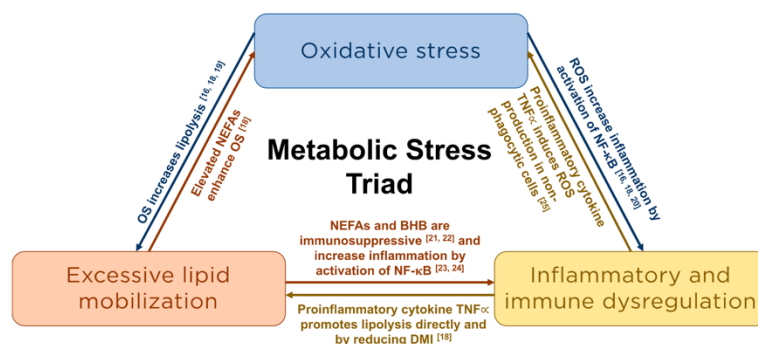 Oxidative stress
OS increases lipolysis [16, 18, 19]
Elevated NEFAs
enhance OS [18]
Metabolic Stress
Triad
Proinflammatory cytokine
TNF∝ induces ROS
production in non-
phagocytic cells [25]
ROS increase inflammation by
activation of NF-κB [16, 18, 20]
NEFAs and BHB are
immunosuppressive [21, 22] and
increase inflammation by
activation of NF-κB [23, 24]
Excessive lipid
mobilization
Inflammatory and
immune dysregulation
Proinflammatory cytokine TNF∝
promotes lipolysis directly and
by reducing DMI [18]